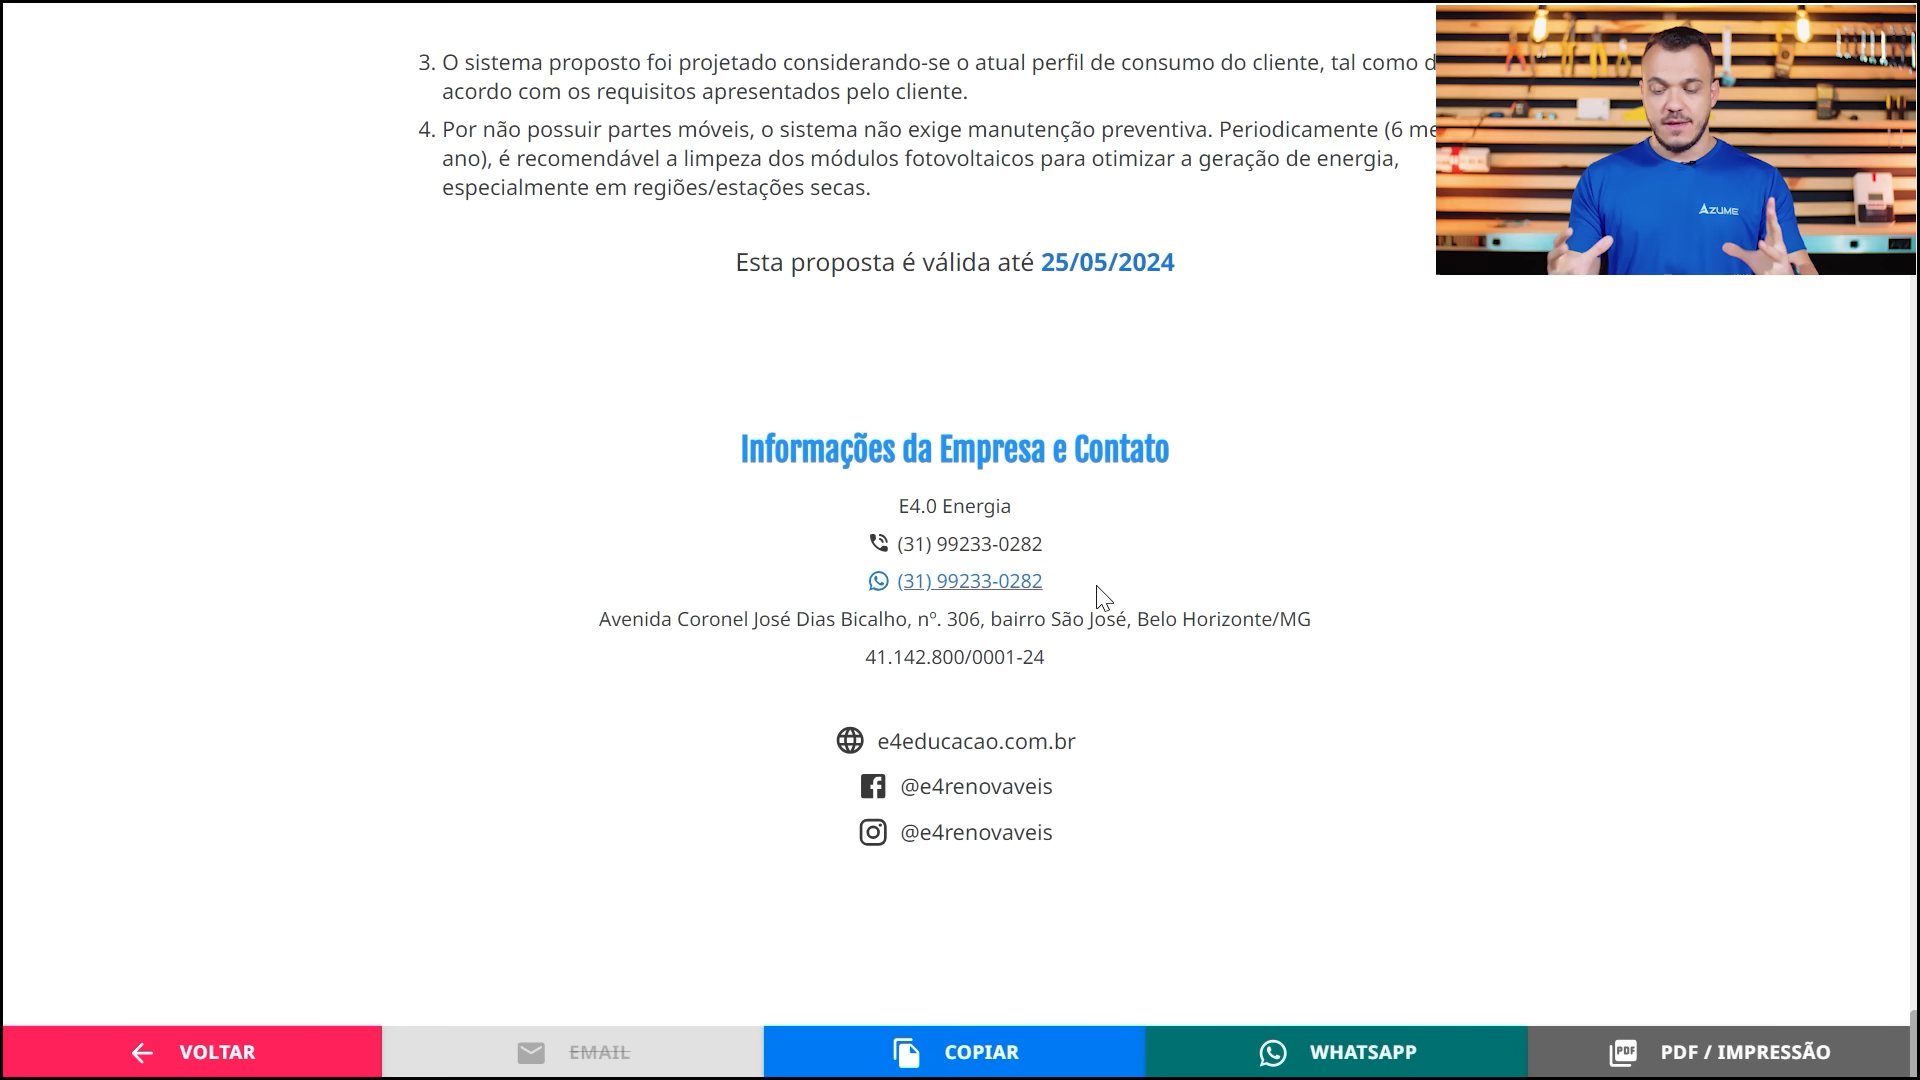 3. O sistema proposto foi projetado considerando-se o atual perfil de consumo do cliente, tal como
acordo com os requisitos apresentados pelo cliente.
4. Por não possuir partes móveis, o sistema não exige manutenção preventiva. Periodicamente (6
ano), é recomendável a limpeza dos módulos fotovoltaicos para otimizar a geração de energia,
especialmente em regiões/estações secas.
AZUME
Esta proposta é válida até 25/05/2024
Informações da Empresa e Contato
E4.0 Energia
(31) 99233-0282
(31) 99233-0282
Avenida Coronel José Dias Bicalho, nº. 306, bairro São José, Belo Horizonte/MG
41.142.800/0001-24
e4educacao.com.br
@e4renovaveis
@e4renovaveis
VOLTAR
EMAIL
COPIAR
WHATSAPP
PDF
PDF / IMPRESSÃO